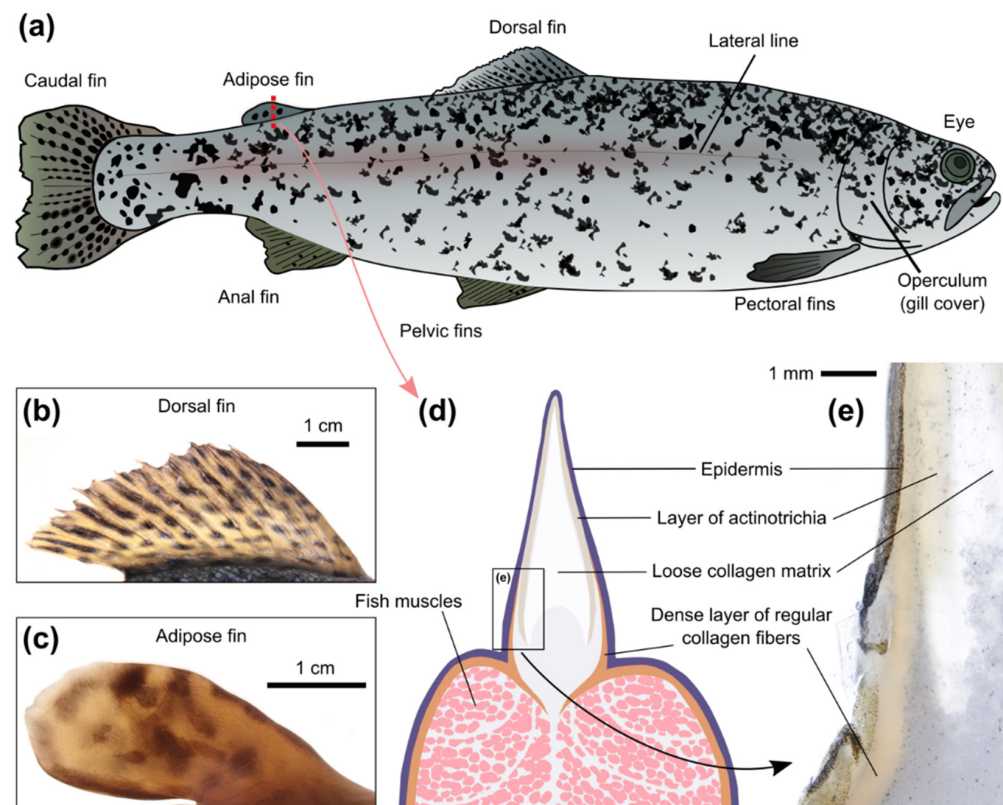 (a)
Dorsal fin
Lateral line
Caudal fin
Adipose fin
Eye
Anal fin
Pelvic fins
Pectoral fins
Operculum
(gill cover)
(b)
Dorsal fin
1 cm
(c)
Adipose fin
1 cm
(d)
Epidermis
Layer of actinotrichia
Loose collagen matrix
Dense layer of regular
collagen fibers
Fish muscles
(e)
(e)
1 mm